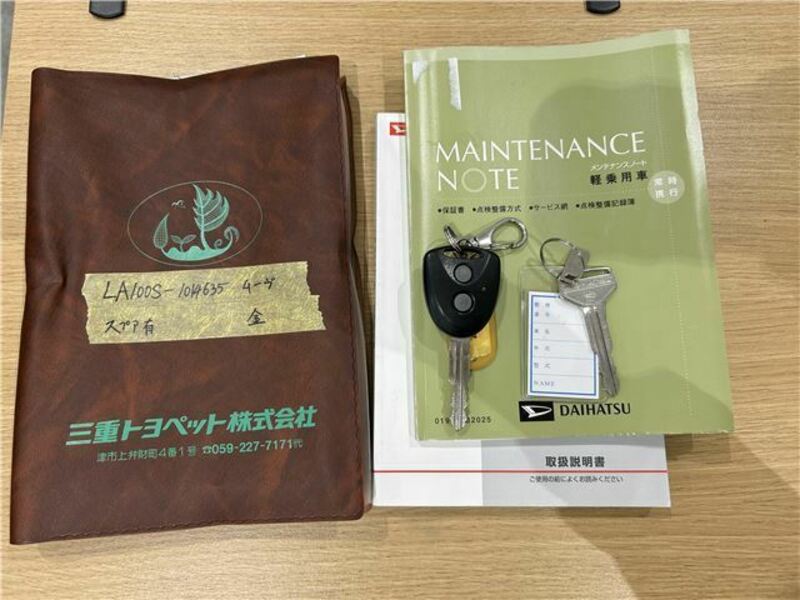 LA100S-1014635 ムーヴ
スペア有 金
三重トヨペット株式会社
津市上弁財町4番1号 ☎059-227-7171代
MAINTENANCE
NOTE
メンテナンスノート
軽乗用車
常時
携行
•保証書 •点検整備方式 •サービス網 •点検整備記録簿
NAME
DAIHATSU
取扱説明書
ご使用の前によくお読みください